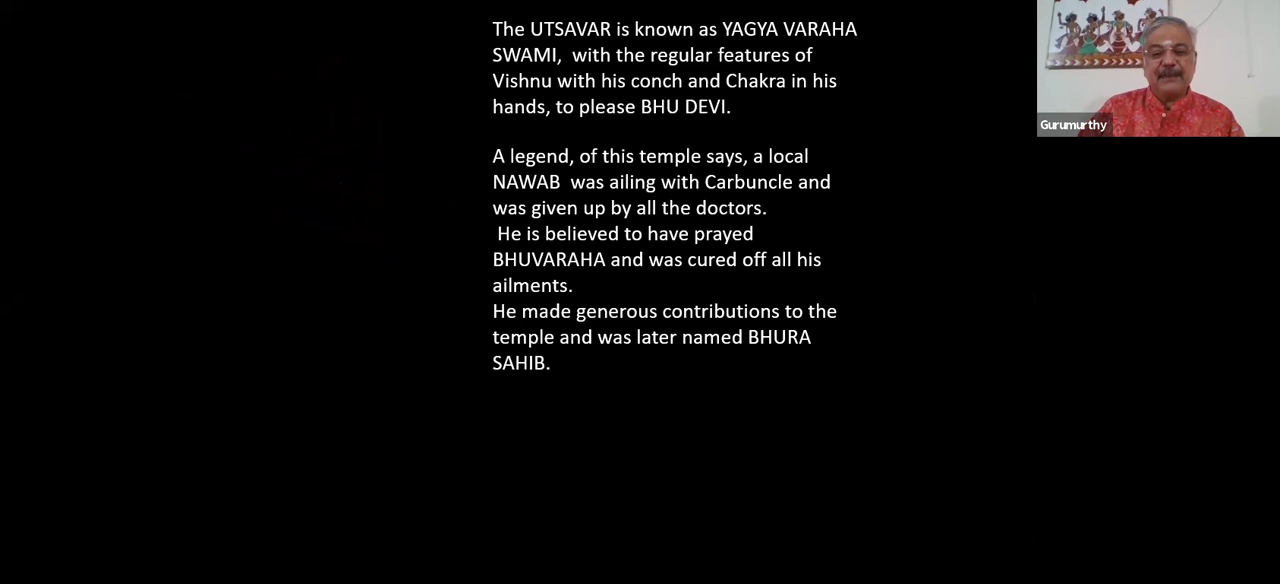 The UTSAVAR is known as YAGYA VARAHA
SWAMI,  with the regular features of
Vishnu with his conch and Chakra in his
hands, to please BHU DEVI.
A legend, of this temple says, a local
NAWAB  was ailing with Carbuncle and
was given up by all the doctors.
He is believed to have prayed
BHUVARAHA and was cured off all his
ailments.
He made generous contributions to the
temple and was later named BHURA
SAHIB.
Gurumurthy